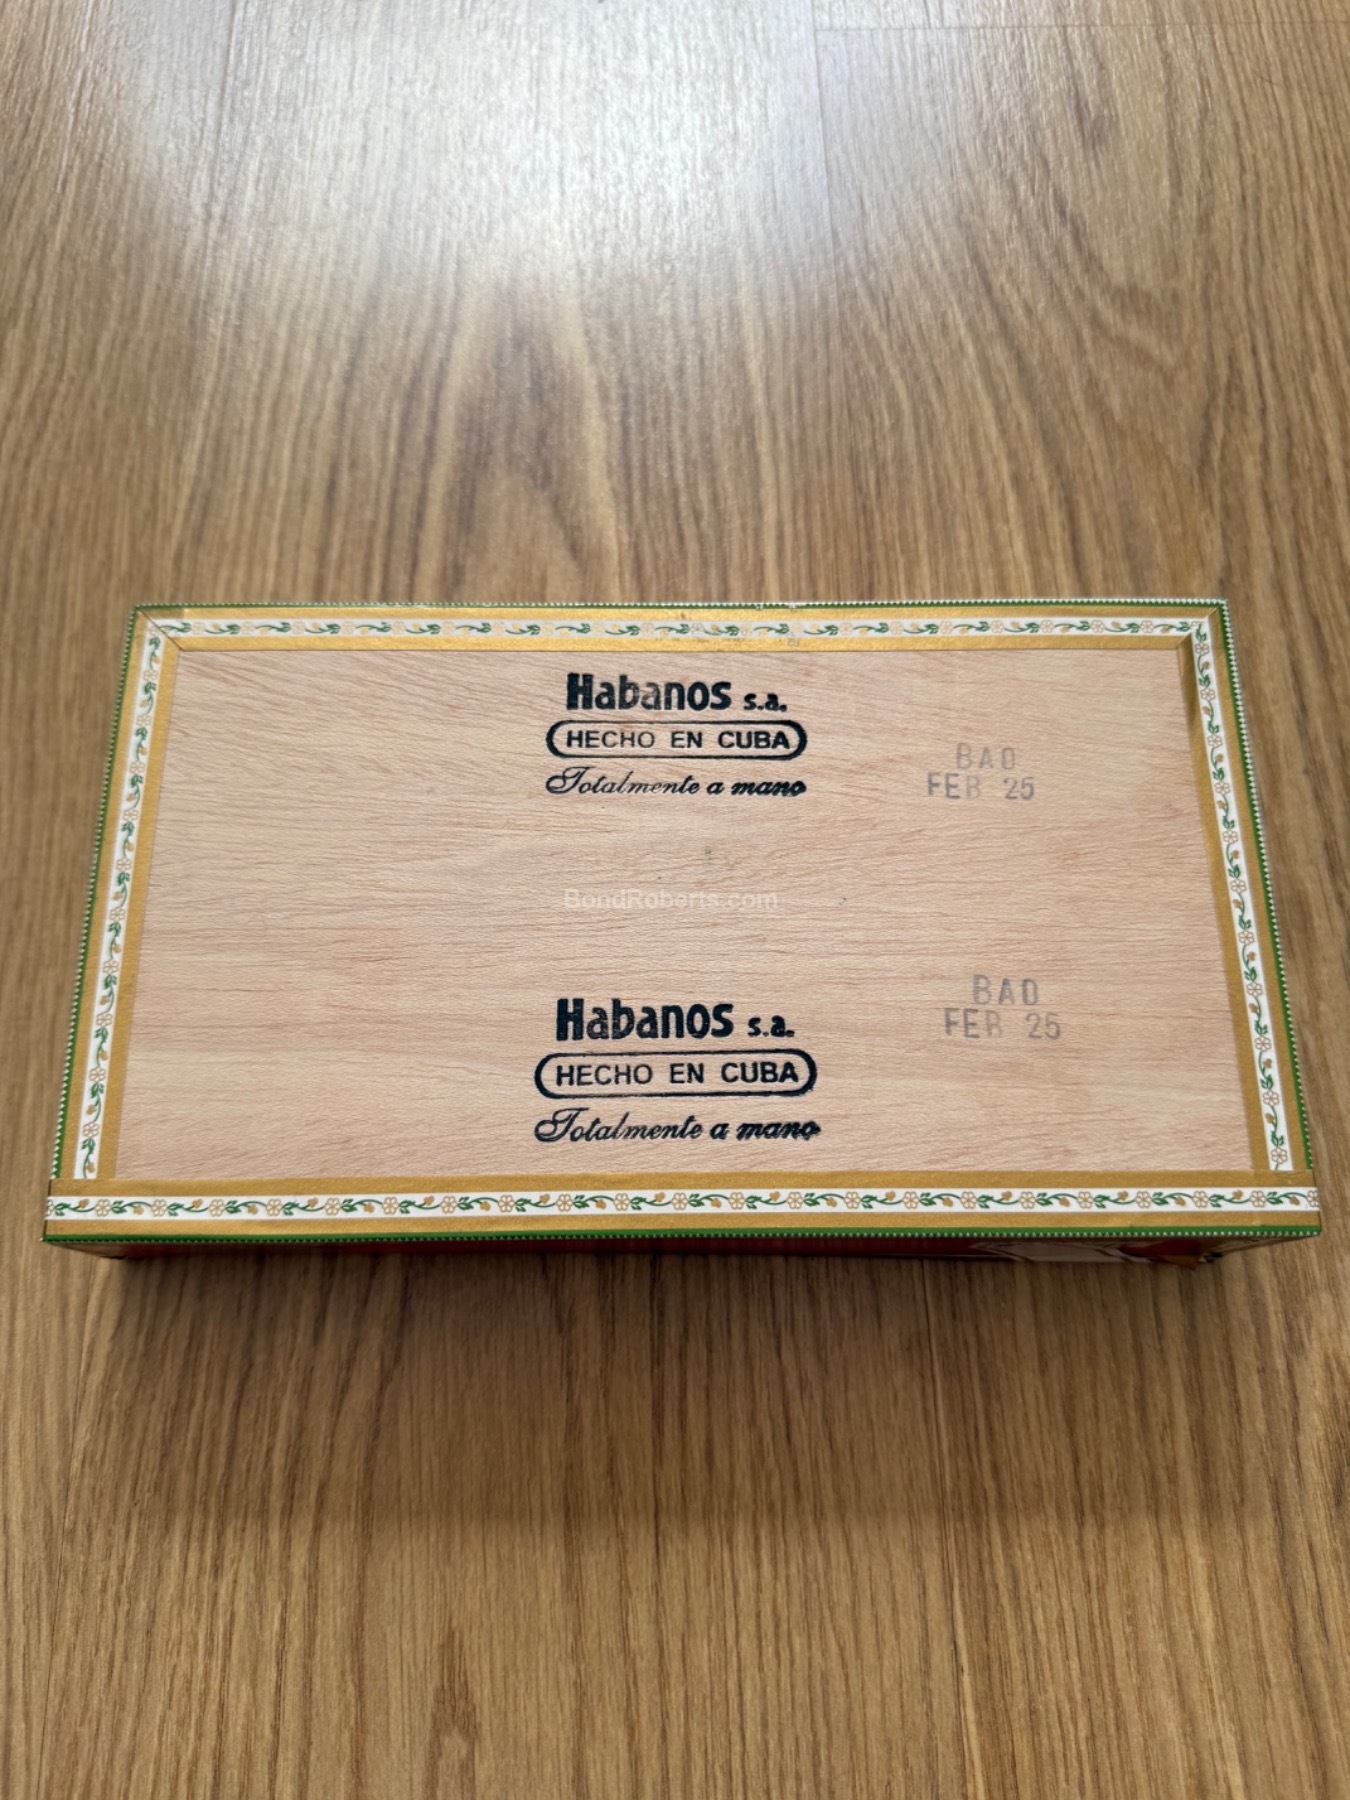 Habanos s.a.
HECHO EN CUBA
Totalmente a mano
BAO
FEB 25
BondRoberts.com
Habanos s.a.
HECHO EN CUBA
Totalmente a mano
BAO
FEB 25